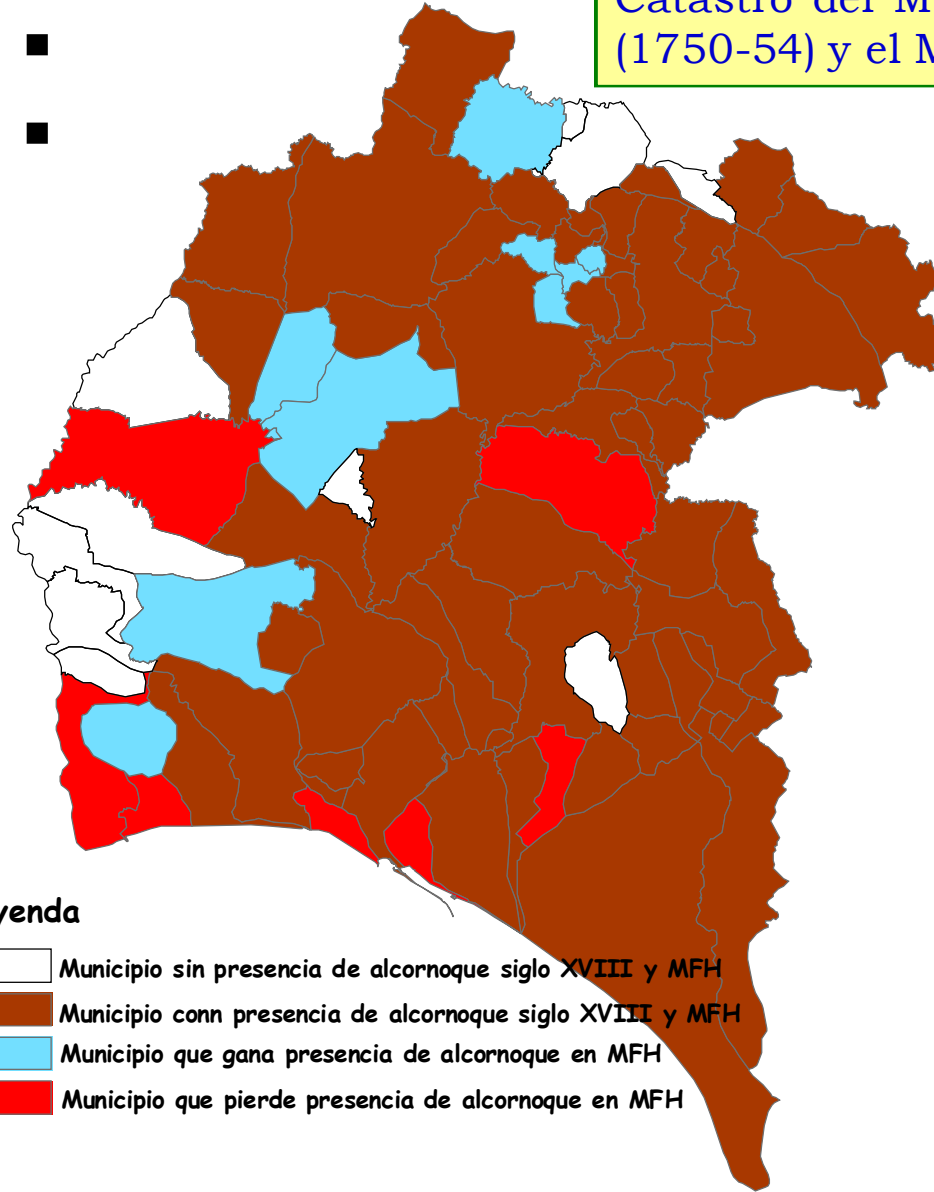 Catastro del M
(1750-54) y el M
yenda
Municipio sin presencia de alcornoque siglo XVIII y MFH
Municipio conn presencia de alcornoque siglo XVIII y MFH
Municipio que gana presencia de alcornoque en MFH
Municipio que pierde presencia de alcornoque en MFH